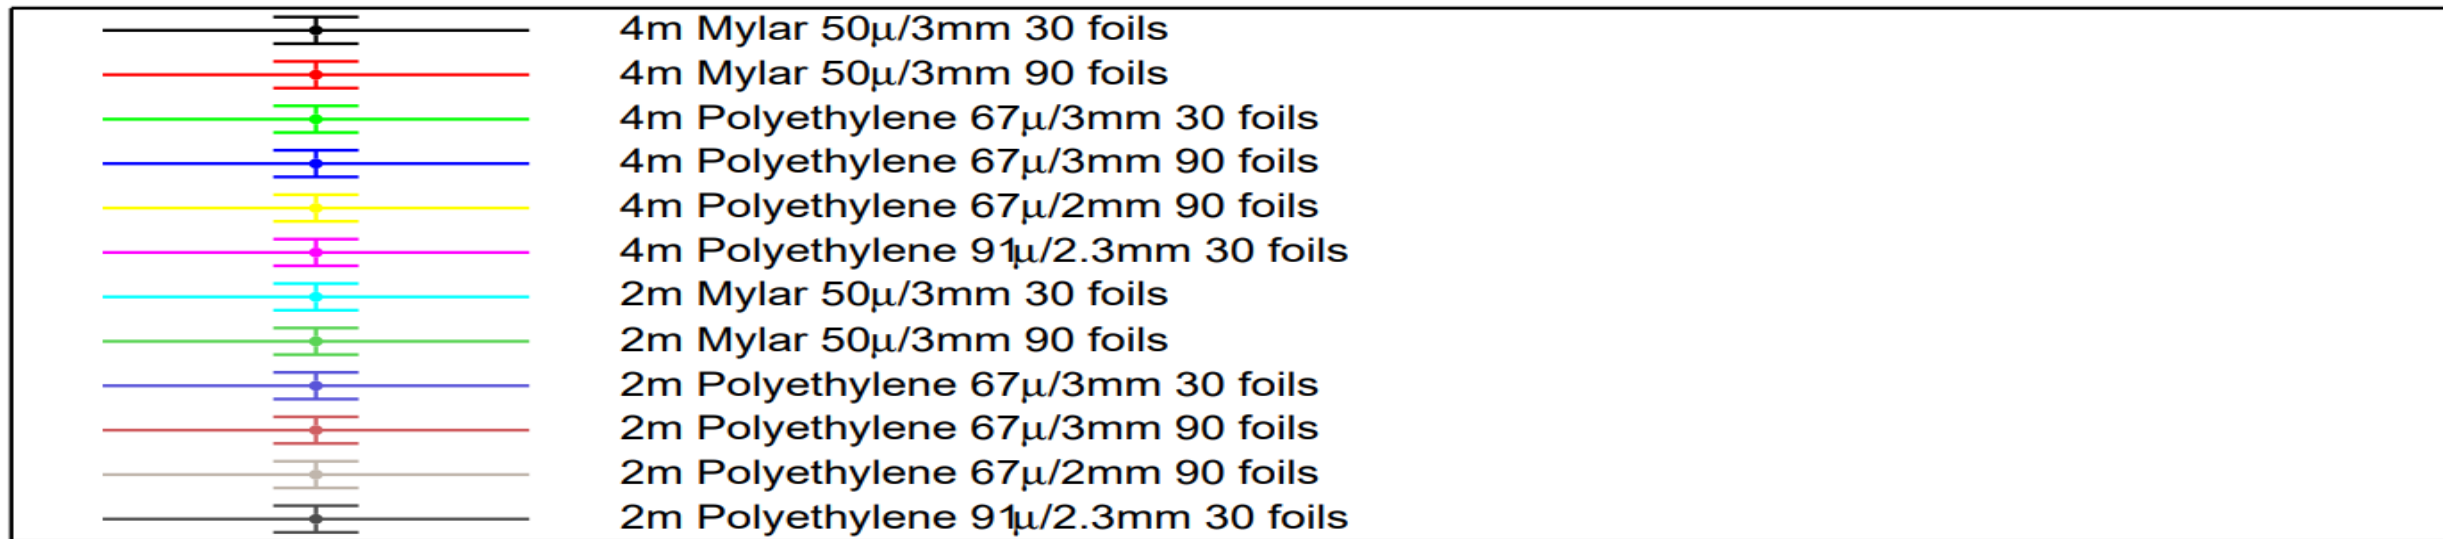 4m Mylar 50μ/3mm 30 foils
4m Mylar 50μ/3mm 90 foils
4m Polyethylene 67μ/3mm 30 foils
4m Polyethylene 67μ/3mm 90 foils
4m Polyethylene 67μ/2mm 90 foils
4m Polyethylene 91μ/2.3mm 30 foils
2m Mylar 50μ/3mm 30 foils
2m Mylar 50μ/3mm 90 foils
2m Polyethylene 67μ/3mm 30 foils
2m Polyethylene 67μ/3mm 90 foils
2m Polyethylene 67μ/2mm 90 foils
2m Polyethylene 91μ/2.3mm 30 foils